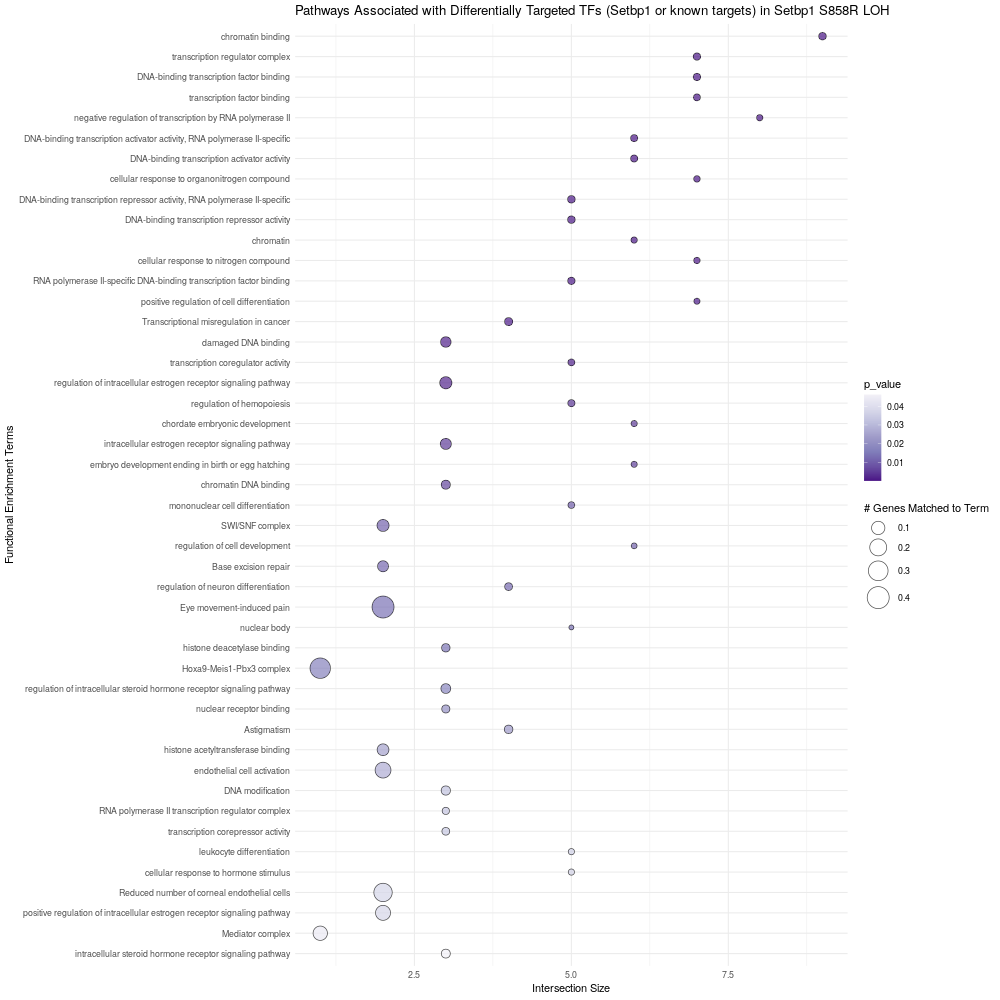 Pathways Associated with Differentially Targeted TFs (Setbp1 or known targets) in Setbp1 S858R LOH
chromatin binding
transcription regulator complex
DNA-binding transcription factor binding
transcription factor binding
negative regulation of transcription by RNA polymerase II
DNA-binding transcription activator activity, RNA polymerase II-specific
DNA-binding transcription activator activity
cellular response to organonitrogen compound
DNA-binding transcription repressor activity, RNA polymerase II-specific
DNA-binding transcription repressor activity
chromatin
cellular response to nitrogen compound
RNA polymerase II-specific DNA-binding transcription factor binding
positive regulation of cell differentiation
Transcriptional misregulation in cancer
damaged DNA binding
transcription coregulator activity
regulation of intracellular estrogen receptor signaling pathway
regulation of hemopoiesis
chordate embryonic development
intracellular estrogen receptor signaling pathway
embryo development ending in birth or egg hatching
chromatin DNA binding
mononuclear cell differentiation
SWI/SNF complex
regulation of cell development
Base excision repair
regulation of neuron differentiation
Eye movement-induced pain
nuclear body
histone deacetylase binding
Hoxa9-Meis1-Pbx3 complex
regulation of intracellular steroid hormone receptor signaling pathway
nuclear receptor binding
Astigmatism
histone acetyltransferase binding
endothelial cell activation
DNA modification
RNA polymerase II transcription regulator complex
transcription corepressor activity
leukocyte differentiation
cellular response to hormone stimulus
Reduced number of corneal endothelial cells
positive regulation of intracellular estrogen receptor signaling pathway
Mediator complex
intracellular steroid hormone receptor signaling pathway
Functional Enrichment Terms
2.5
5.0
7.5
Intersection Size
p_value
0.04
0.03
0.02
0.01
# Genes Matched to Term
0.1
0.2
0.3
0.4